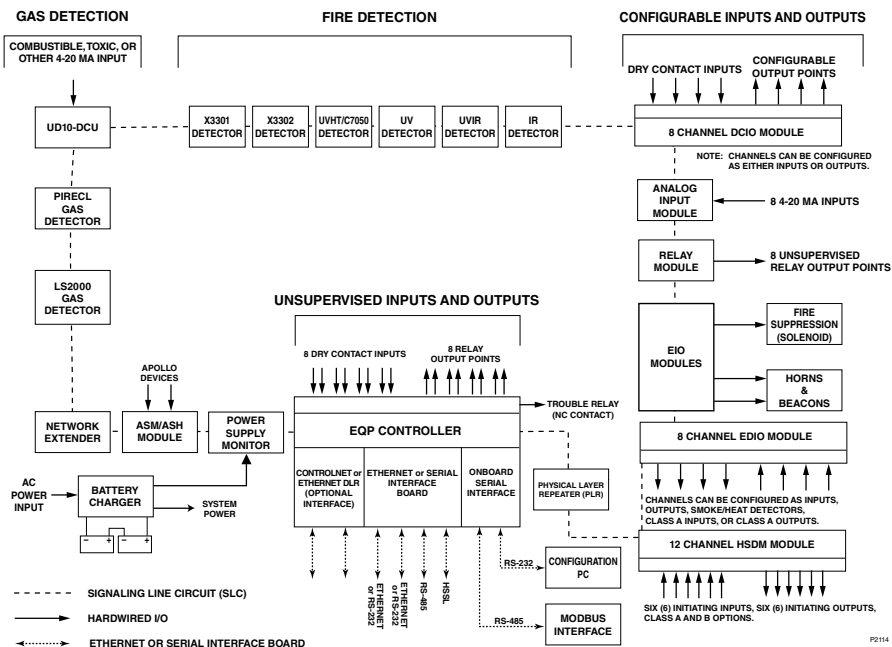 GAS DETECTION
FIRE DETECTION
CONFIGURABLE INPUTS AND OUTPUTS
COMBUSTIBLE, TOXIC, OR
OTHER 4-20 MA INPUT
DRY CONTACT INPUTS
CONFIGURABLE
OUTPUT POINTS
UD10-DCU
X3301
DETECTOR
X3302
DETECTOR
UVHT/C7050
DETECTOR
UV
DETECTOR
UVIR
DETECTOR
IR
DETECTOR
8 CHANNEL DCIO MODULE
NOTE: CHANNELS CAN BE CONFIGURED
AS EITHER INPUTS OR OUTPUTS.
PIRECL
GAS
DETECTOR
ANALOG
INPUT
MODULE
8 4-20 MA INPUTS
RELAY
MODULE
8 UNSUPERVISED
RELAY OUTPUT POINTS
LS2000
GAS
DETECTOR
UNSUPERVISED INPUTS AND OUTPUTS
EIO
MODULES
FIRE
SUPPRESSION
(SOLENOID)
8 DRY CONTACT INPUTS
8 RELAY
OUTPUT POINTS
APOLLO
DEVICES
HORNS
&
BEACONS
TROUBLE RELAY
(NC CONTACT)
NETWORK
EXTENDER
ASM/ASH
MODULE
POWER
SUPPLY
MONITOR
EQP CONTROLLER
8 CHANNEL EDIO MODULE
CONTROLNET or
ETHERNET DLR
(OPTIONAL
INTERFACE)
ETHERNET or SERIAL
INTERFACE
BOARD
ONBOARD
SERIAL
INTERFACE
PHYSICAL LAYER
REPEATER (PLR)
CHANNELS CAN BE CONFIGURED AS INPUTS,
OUTPUTS, SMOKE/HEAT DETECTORS,
CLASS A INPUTS, OR CLASS A OUTPUTS.
AC
POWER
INPUT
BATTERY
CHARGER
SYSTEM
POWER
– +
– +
12 CHANNEL HSDM MODULE
ETHERNET
or RS-232
ETHERNET
or RS-232
RS-485
HSSL
RS-232
CONFIGURATION
PC
RS-485
MODBUS
INTERFACE
SIX (6) INITIATING INPUTS, SIX (6) INITIATING OUTPUTS,
CLASS A AND B OPTIONS.
SIGNALING LINE CIRCUIT (SLC)
HARDWIRED I/O
ETHERNET OR SERIAL INTERFACE BOARD
P2114